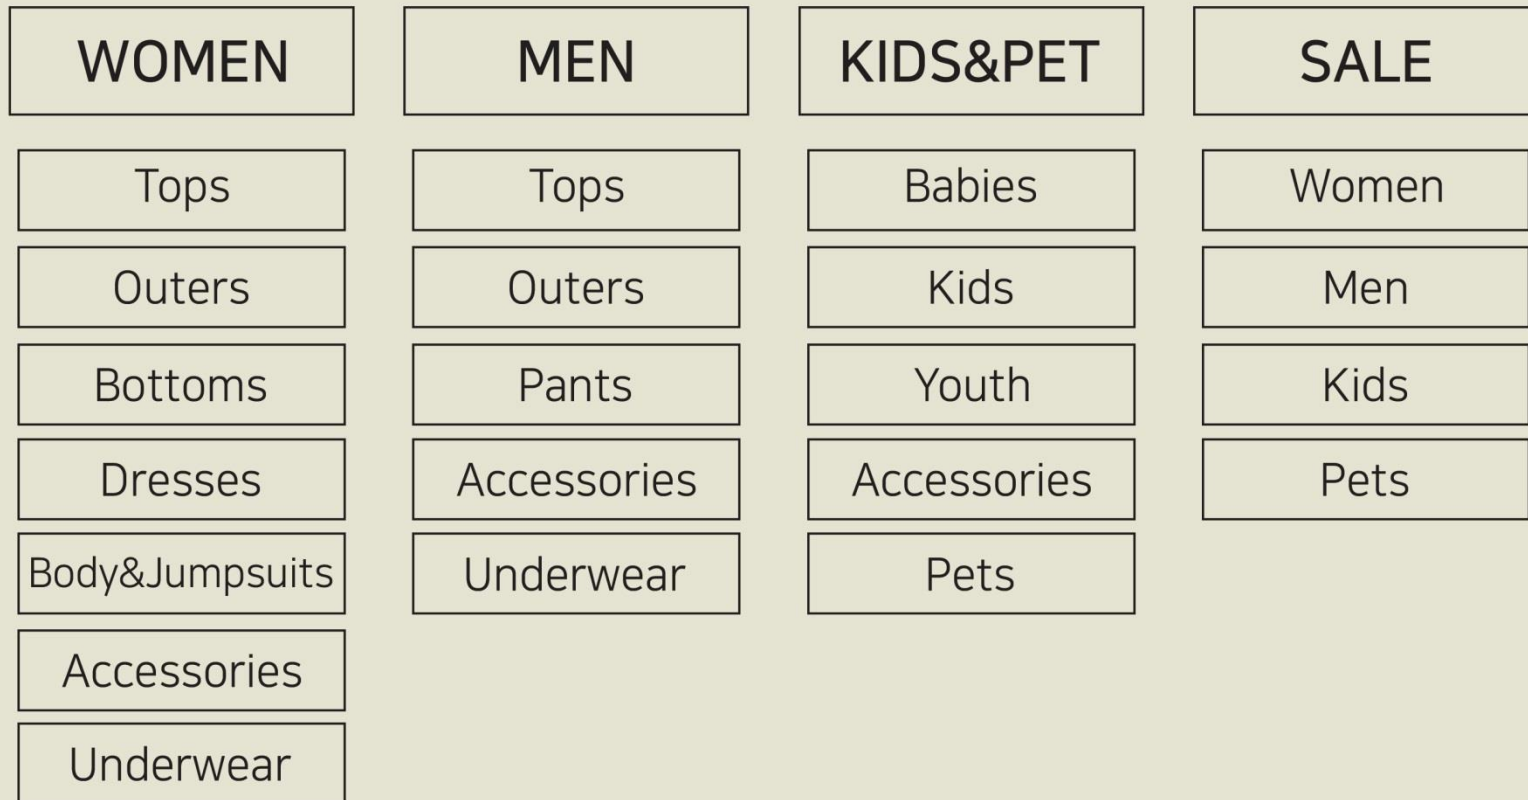 WOMEN
Tops
Outers
Bottoms
Dresses
Body&Jumpsuits
Accessories
Underwear
MEN
Tops
Outers
Pants
Accessories
Underwear
KIDS&PET
Babies
Kids
Youth
Accessories
Pets
SALE
Women
Men
Kids
Pets